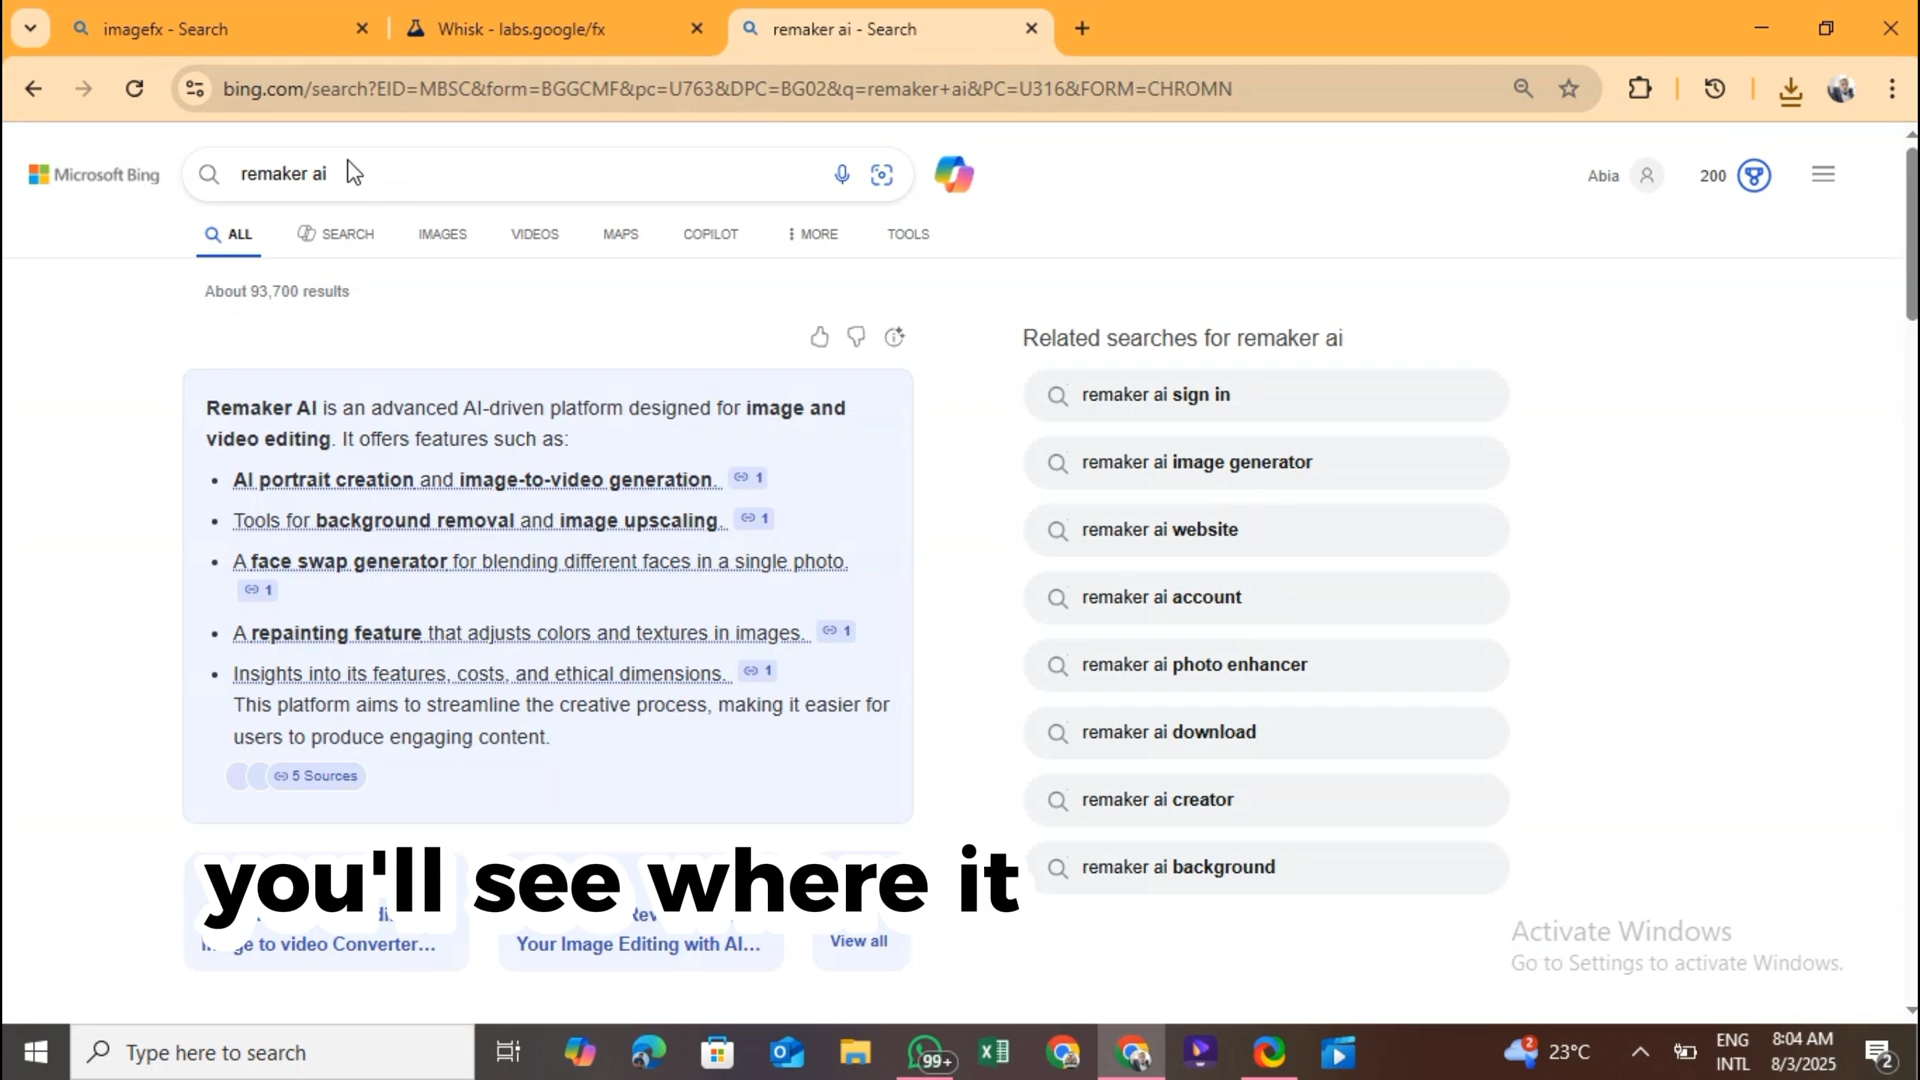 imagefx - Search
Whisk - labs.google/fx
remaker ai - Search
bing.com/search?EID=MBSC&form=BGGCMF&pc=U763&DPC=BG02&q=remaker+ai&PC=U316&FORM=CHROMN
Microsoft Bing
remaker ai
Abia
200
ALL
SEARCH
IMAGES
VIDEOS
MAPS
COPILOT
MORE
TOOLS
About 93,700 results
Remaker AI is an advanced AI-driven platform designed for image and
video editing. It offers features such as:
• AI portrait creation and image-to-video generation. 1
• Tools for background removal and image upscaling. 1
• A face swap generator for blending different faces in a single photo.
1
• A repainting feature that adjusts colors and textures in images. 1
• Insights into its features, costs, and ethical dimensions. 1
This platform aims to streamline the creative process, making it easier for
users to produce engaging content.
5 Sources
Related searches for remaker ai
remaker ai sign in
remaker ai image generator
remaker ai website
remaker ai account
remaker ai photo enhancer
remaker ai download
remaker ai creator
remaker ai background
you'll see where it
to video Converter...
Your Image Editing with AI...
View all
Activate Windows
Go to Settings to activate Windows.
Type here to search
99+
2
23°C
ENG
INTL
8:04 AM
8/3/2025
2